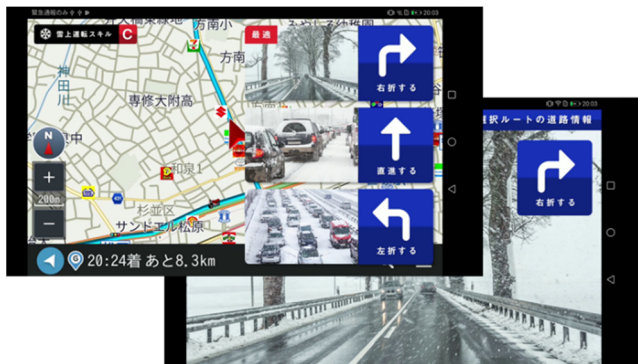 緊急通報のみ
20:03
雪上運転スキル C
最適
方南小
方南
神田川
専修大附高
和泉1
杉並区
サンドエル松原
N
+
200m
−
右折する
直進する
左折する
20:24着 あと8.3km
20:03
選択ルートの道路情報
右折する